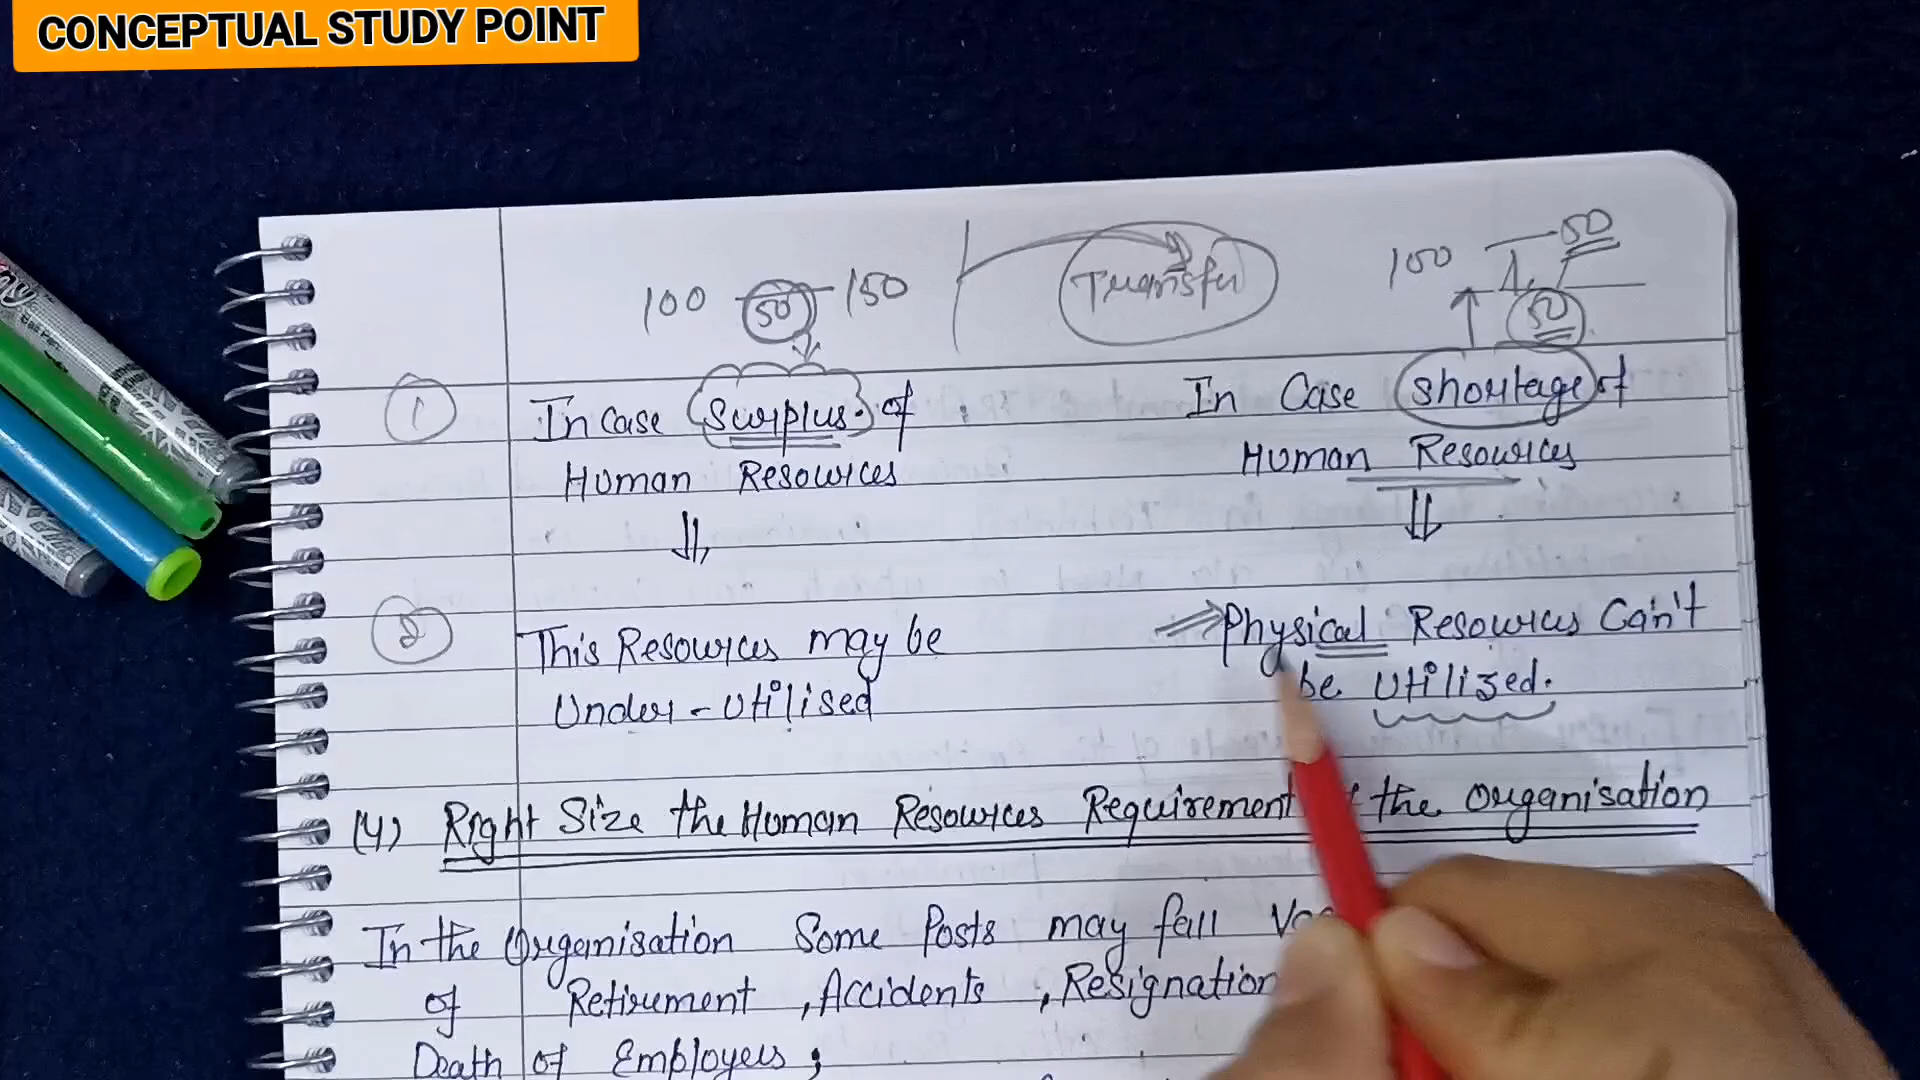 CONCEPTUAL STUDY POINT
100 50 150
Transfer
100 50
50
1 In Case Surplus of
Human Resources
In Case shortage of
Human Resources
2 This Resources may be
Under-Utilised
Physical Resources Can't
be Utilized.
(4) Right Size the Human Resources Requirement the Organisation
In the Organisation Some Posts may fall
of Retirement, Accidents, Resignation
Death of Employees;